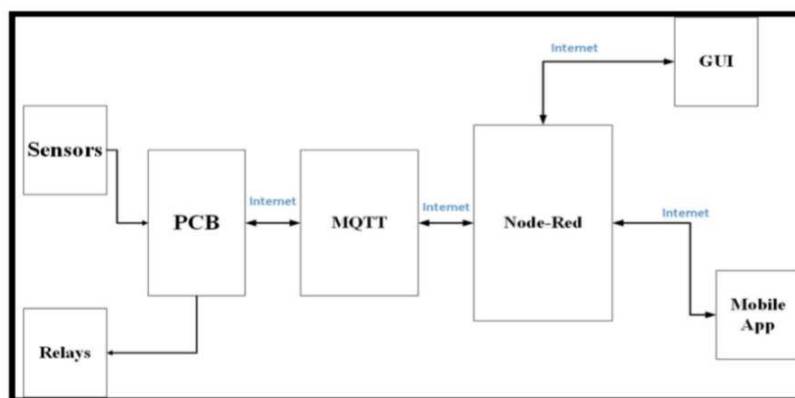 Internet
GUI
Sensors
PCB
Internet
MQTT
Internet
Node-Red
Internet
Mobile
App
Relays